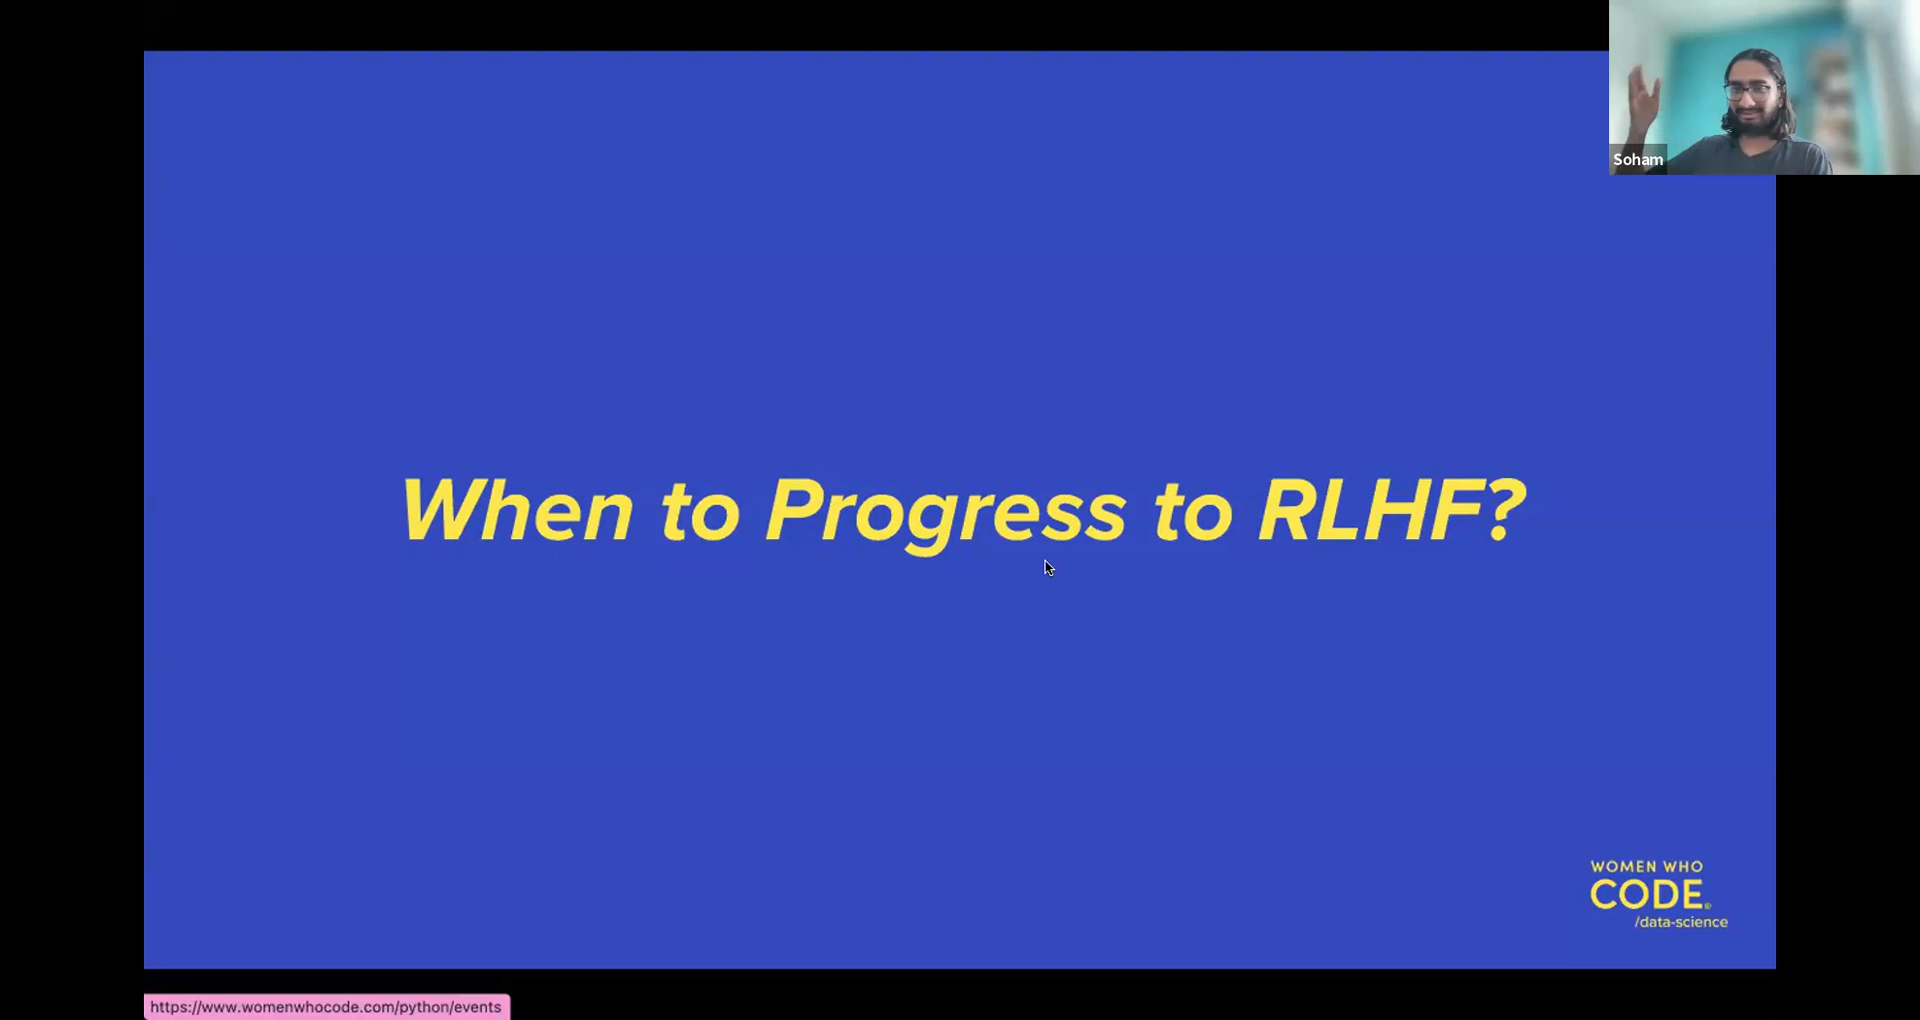 Soham
When to Progress to RLHF?
WOMEN WHO
CODE®
/data-science
https://www.womenwhocode.com/python/events